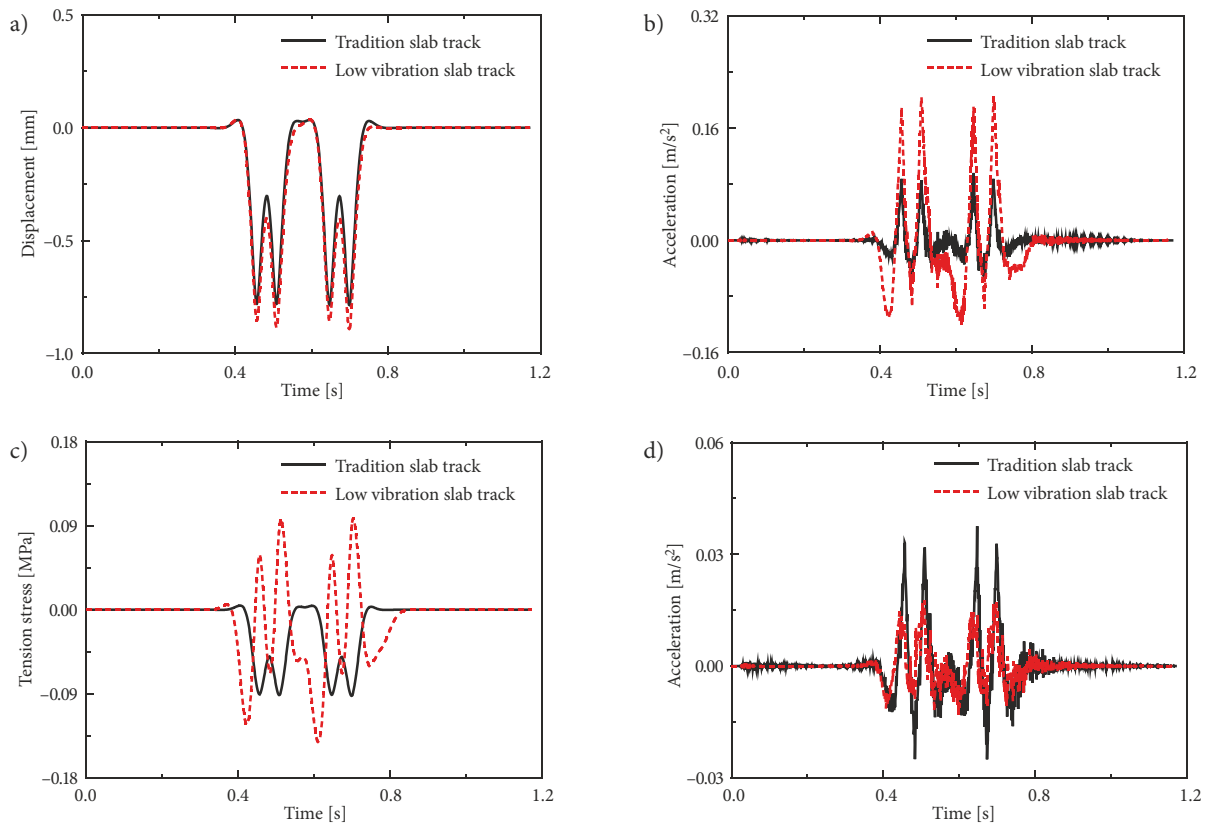 a)
0.5
0.0
–0.5
–1.0
Displacement [mm]
Tradition slab track
Low vibration slab track
0.0
0.4
0.8
1.2
Time [s]
b)
0.32
0.16
0.00
–0.16
Acceleration [m/s²]
Tradition slab track
Low vibration slab track
0.0
0.4
0.8
1.2
Time [s]
c)
0.18
0.09
0.00
–0.09
–0.18
Tension stress [MPa]
Tradition slab track
Low vibration slab track
0.0
0.4
0.8
1.2
Time [s]
d)
0.06
0.03
0.00
–0.03
Acceleration [m/s²]
Tradition slab track
Low vibration slab track
0.0
0.4
0.8
1.2
Time [s]